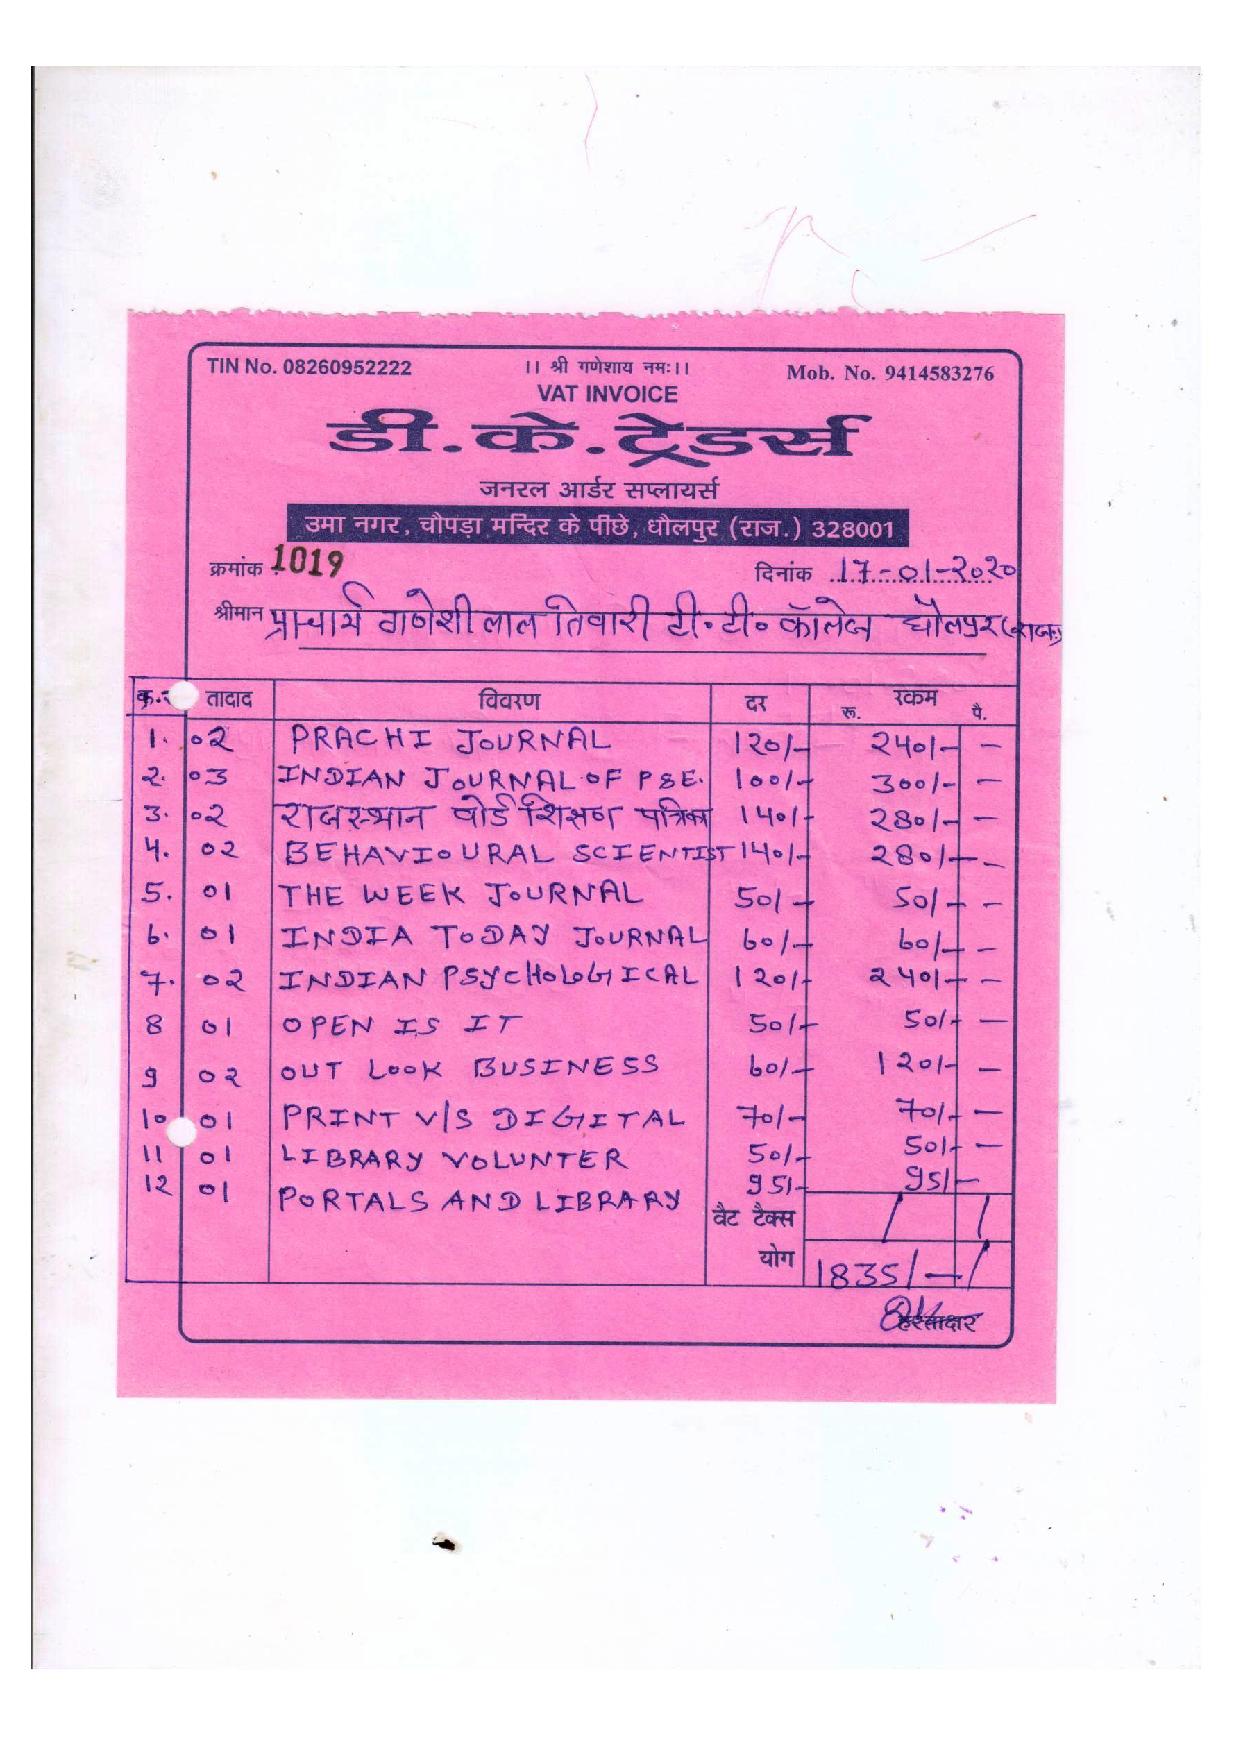 TIN No. 08260952222 ।। श्री गणेशाय नमः।। Mob. No. 9414583276
VAT INVOICE
डी.के.ट्रेडर्स
जनरल आर्डर सप्लायर्स
उमा नगर, चौपड़ा मन्दिर के पीछे, धौलपुर (राज.) 328001
क्रमांक 1019 दिनांक 17-01-2020
श्रीमान प्राचार्य गणेशी लाल तिवारी टी॰ टी॰ कॉलेज धौलपुर (राज.)
तादाद विवरण दर रकम
रू. पै.
1. 02 PRACHI JOURNAL 120/- 240/- -
2. 03 INDIAN JOURNAL OF PSE. 100/- 300/- -
3. 02 राजस्थान बोर्ड शिक्षण पत्रिका 140/- 280/- -
4. 02 BEHAVIOURAL SCIENTIST 140/- 280/- -
5. 01 THE WEEK JOURNAL 50/- 50/- -
6. 01 INDIA TODAY JOURNAL 60/- 60/- -
7. 02 INDIAN PSYCHOLOGICAL 120/- 240/- -
8 01 OPEN IS IT 50/- 50/- -
9 02 OUT LOOK BUSINESS 60/- 120/- -
10 01 PRINT V/S DIGITAL 70/- 70/- -
11 01 LIBRARY VOLUNTER 50/- 50/- -
12 01 PORTALS AND LIBRARY 95/- 95/-
वैट टैक्स / /
योग 1835/- /
हस्ताक्षर